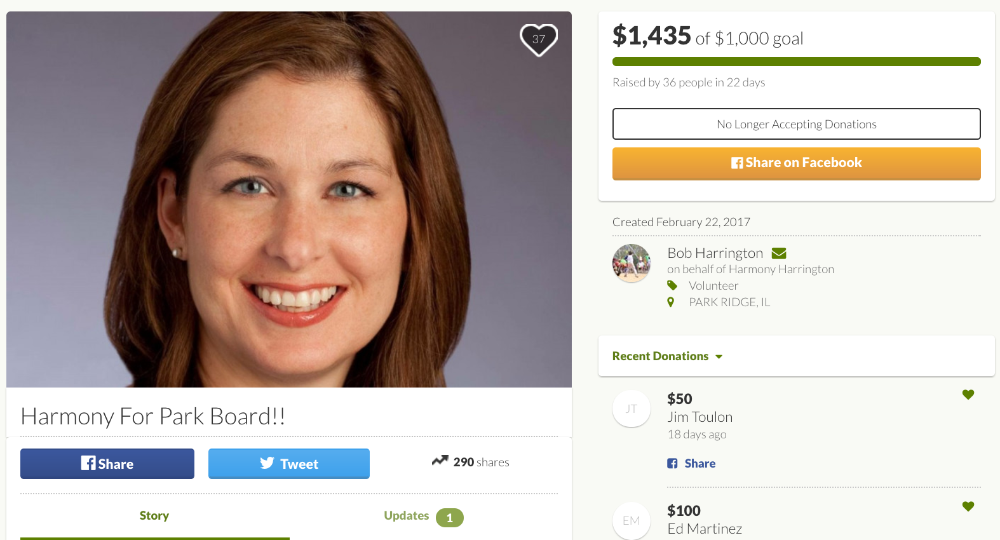 37
Harmony For Park Board!!
Share
Tweet
290 shares
Story
Updates 1
$1,435 of $1,000 goal
Raised by 36 people in 22 days
No Longer Accepting Donations
Share on Facebook
Created February 22, 2017
Bob Harrington
on behalf of Harmony Harrington
Volunteer
PARK RIDGE, IL
Recent Donations
JT
$50
Jim Toulon
18 days ago
Share
EM
$100
Ed Martinez